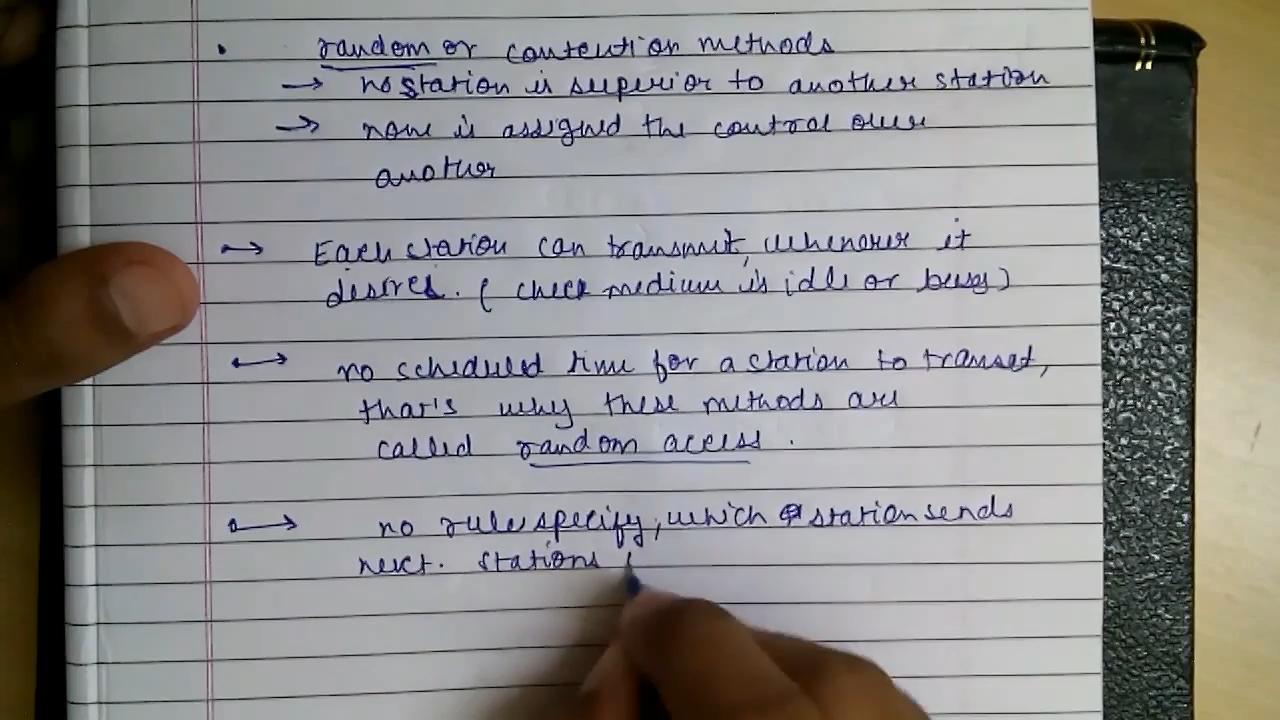 • random or contention methods
→ no station is superior to another station
→ none is assigned the control over
another
→ Each station can transmit, whenever it
desires. ( check medium is idle or busy)
→ no scheduled time for a station to transet,
that's why these methods are
called random access.
→ no rules specify, which station sends
next. stations